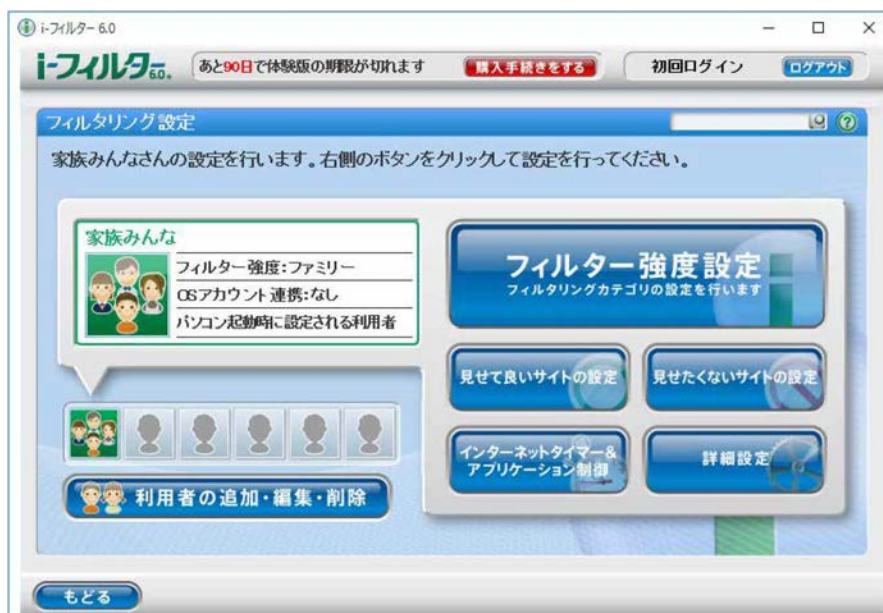 i-フィルター 6.0
i-フィルター 6.0.
あと90日で体験版の期限が切れます
購入手続きをする
初回ログイン
ログアウト
フィルタリング設定
家族みんなさんの設定を行います。右側のボタンをクリックして設定を行ってください。
家族みんな
フィルター強度:ファミリー
OSアカウント連携:なし
パソコン起動時に設定される利用者
フィルター強度設定
フィルタリングカテゴリの設定を行います
見せて良いサイトの設定
見せたくないサイトの設定
インターネットタイマー&
アプリケーション制御
詳細設定
利用者の追加・編集・削除
もどる